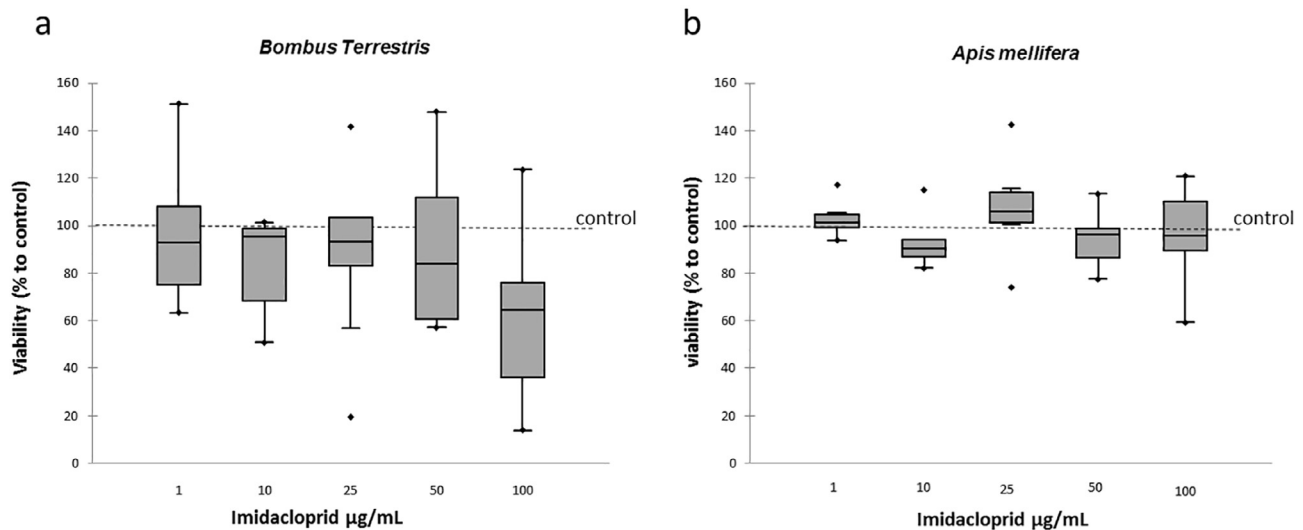 a
Bombus Terrestris
160
140
120
100
80
60
40
20
0
Viability (% to control)
control
1 10 25 50 100
Imidacloprid µg/mL
b
Apis mellifera
160
140
120
100
80
60
40
20
0
viability (% to control)
control
1 10 25 50 100
Imidacloprid µg/mL